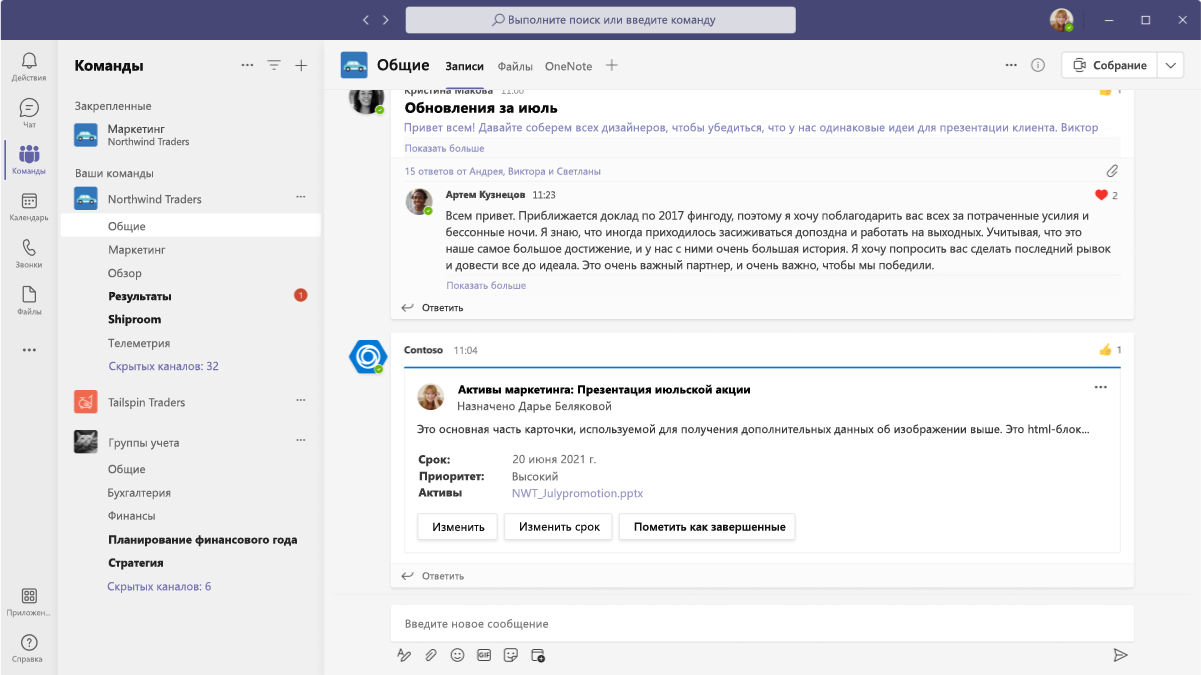 Выполните поиск или введите команду
Действия
Чат
Команды
Календарь
Звонки
Файлы
Приложен...
Справка
Команды
Закрепленные
Маркетинг
Northwind Traders
Ваши команды
Northwind Traders
Общие
Маркетинг
Обзор
Результаты
1
Shiproom
Телеметрия
Скрытых каналов: 32
Tailspin Traders
Группы учета
Общие
Бухгалтерия
Финансы
Планирование финансового года
Стратегия
Скрытых каналов: 6
Общие Записи Файлы OneNote
Собрание
Кристина Макова 11:00
1
Обновления за июль
Привет всем! Давайте соберем всех дизайнеров, чтобы убедиться, что у нас одинаковые идеи для презентации клиента. Виктор
Показать больше
15 ответов от Андрея, Виктора и Светланы
Артем Кузнецов 11:23
2
Всем привет. Приближается доклад по 2017 фингоду, поэтому я хочу поблагодарить вас всех за потраченные усилия и
бессонные ночи. Я знаю, что иногда приходилось засиживаться допоздна и работать на выходных. Учитывая, что это
наше самое большое достижение, и у нас с ними очень большая история. Я хочу попросить вас сделать последний рывок
и довести все до идеала. Это очень важный партнер, и очень важно, чтобы мы победили.
Показать больше
Ответить
Contoso 11:04
1
Активы маркетинга: Презентация июльской акции
Назначено Дарье Беляковой
Это основная часть карточки, используемой для получения дополнительных данных об изображении выше. Это html-блок...
Срок: 20 июня 2021 г.
Приоритет: Высокий
Активы NWT_Julypromotion.pptx
Изменить Изменить срок Пометить как завершенные
Ответить
Введите новое сообщение
GIF